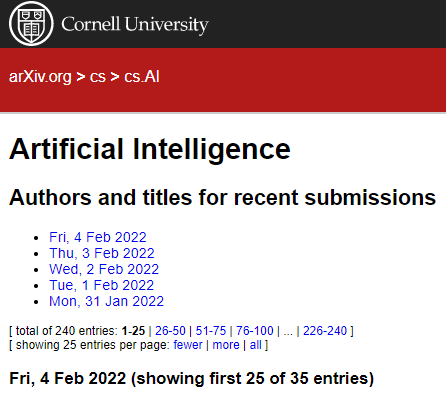 Cornell University
arXiv.org > cs > cs.AI
Artificial Intelligence
Authors and titles for recent submissions
Fri, 4 Feb 2022
Thu, 3 Feb 2022
Wed, 2 Feb 2022
Tue, 1 Feb 2022
Mon, 31 Jan 2022
[ total of 240 entries: 1-25 | 26-50 | 51-75 | 76-100 | ... | 226-240 ]
[ showing 25 entries per page: fewer | more | all ]
Fri, 4 Feb 2022 (showing first 25 of 35 entries)